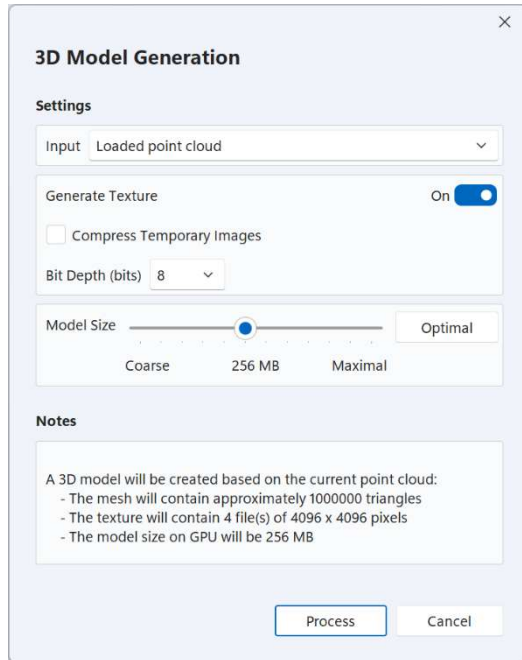 3D Model Generation
Settings
Input Loaded point cloud
Generate Texture On
Compress Temporary Images
Bit Depth (bits) 8
Model Size Optimal
Coarse 256 MB Maximal
Notes
A 3D model will be created based on the current point cloud:
- The mesh will contain approximately 1000000 triangles
- The texture will contain 4 file(s) of 4096 x 4096 pixels
- The model size on GPU will be 256 MB
Process Cancel